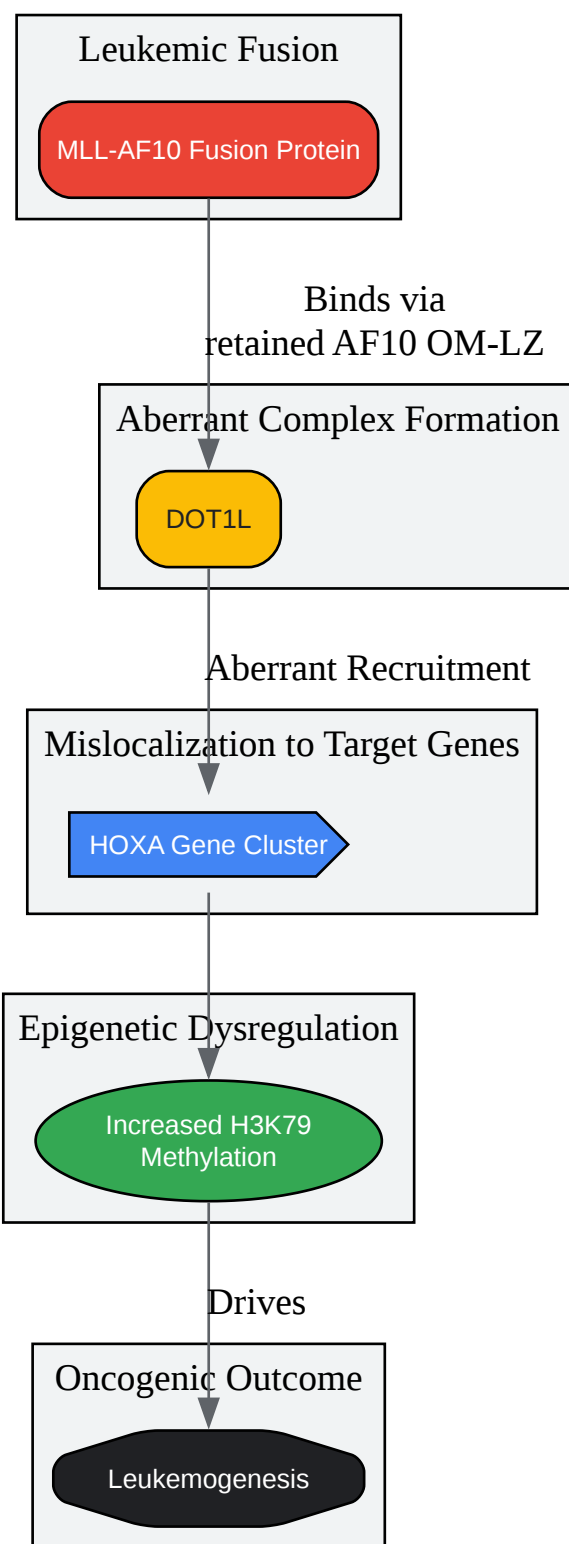 Leukemic Fusion
MLL-AF10 Fusion Protein
Binds via
retained AF10 OM-LZ
Aberrant Complex Formation
DOT1L
Aberrant Recruitment
Mislocalization to Target Genes
HOXA Gene Cluster
Epigenetic Dysregulation
Increased H3K79
Methylation
Drives
Oncogenic Outcome
Leukemogenesis